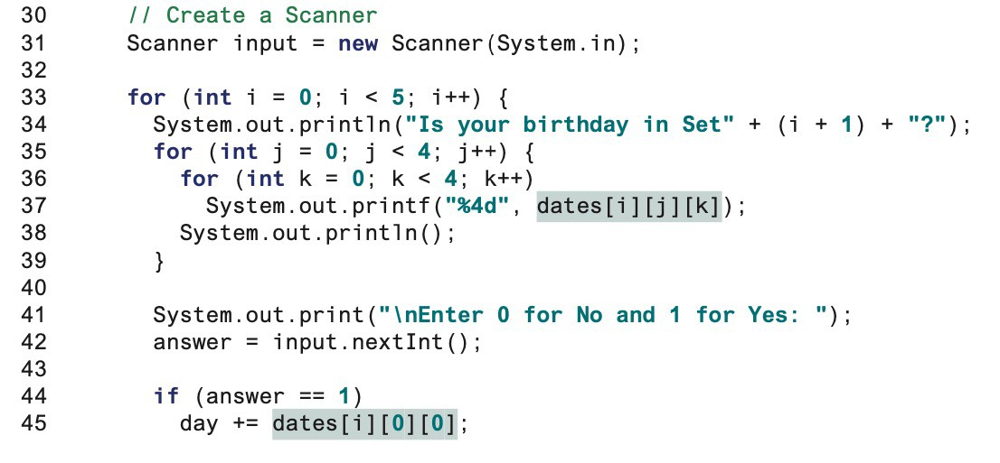 30 // Create a Scanner
31 Scanner input = new Scanner(System.in);
32
33 for (int i = 0; i < 5; i++) {
34 System.out.println("Is your birthday in Set" + (i + 1) + "?");
35 for (int j = 0; j < 4; j++) {
36 for (int k = 0; k < 4; k++)
37 System.out.printf("%4d", dates[i][j][k]);
38 System.out.println();
39 }
40
41 System.out.print("\nEnter 0 for No and 1 for Yes: ");
42 answer = input.nextInt();
43
44 if (answer == 1)
45 day += dates[i][0][0];